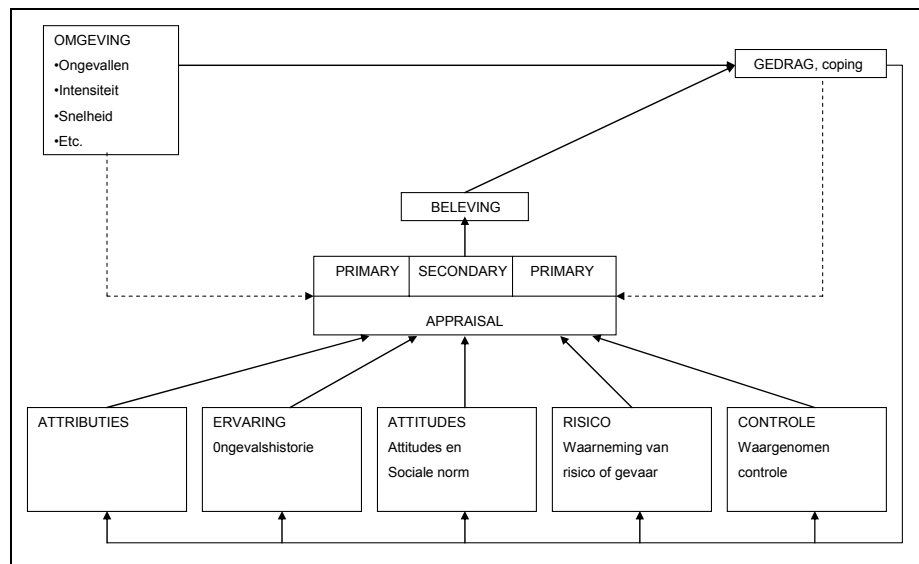 OMGEVING
•Ongevallen
•Intensiteit
•Snelheid
•Etc.
GEDRAG, coping
BELEVING
PRIMARY SECONDARY PRIMARY
APPRAISAL
ATTRIBUTIES
ERVARING
0ngevalshistorie
ATTITUDES
Attitudes en
Sociale norm
RISICO
Waarneming van
risico of gevaar
CONTROLE
Waargenomen
controle